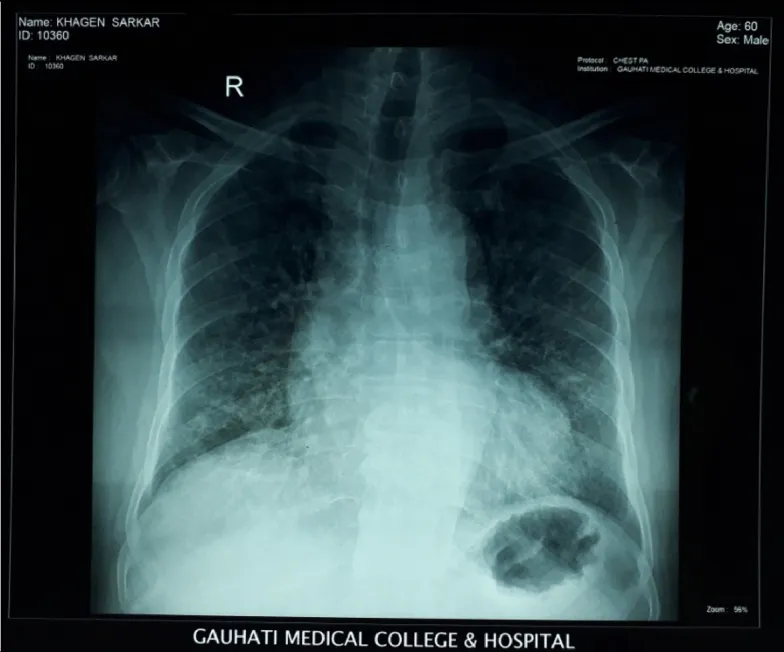 Name: KHAGEN SARKAR
ID: 10360
Age: 60
Sex: Male
Name : KHAGEN SARKAR
ID : 10360
Protocol : CHEST PA
Institution : GAUHATI MEDICAL COLLEGE & HOSPITAL
R
Zoom : 56%
GAUHATI MEDICAL COLLEGE & HOSPITAL